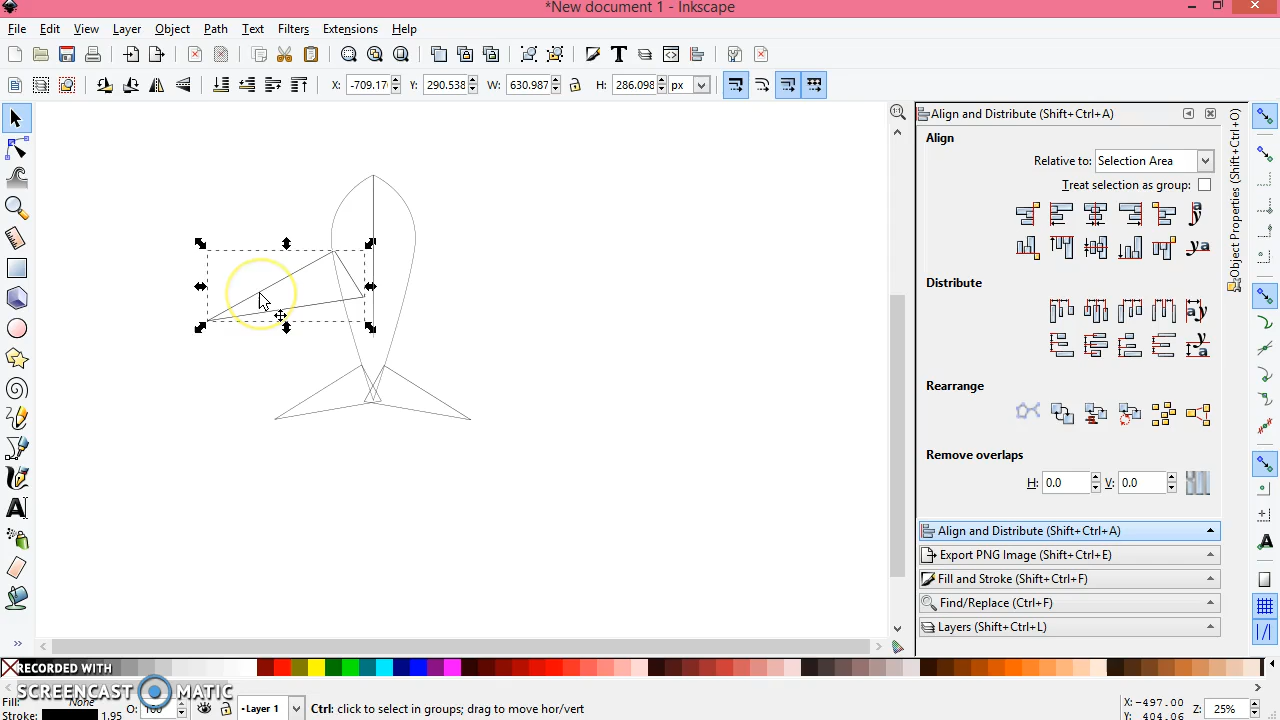 *New document 1 - Inkscape
File Edit View Layer Object Path Text Filters Extensions Help
X: -709.17 Y: 290.538 W: 630.987 H: 286.098 px
Align and Distribute (Shift+Ctrl+A)
Align
Relative to: Selection Area
Treat selection as group:
Distribute
Rearrange
Remove overlaps
H: 0.0 V: 0.0
Align and Distribute (Shift+Ctrl+A)
Export PNG Image (Shift+Ctrl+E)
Fill and Stroke (Shift+Ctrl+F)
Find/Replace (Ctrl+F)
Layers (Shift+Ctrl+L)
Object Properties (Shift+Ctrl+O)
RECORDED WITH
SCREENCAST MATIC
Fill: None
Stroke: 1.95
O: 100
-Layer 1
Ctrl: click to select in groups; drag to move hor/vert
X: -497.00
Z: 25%